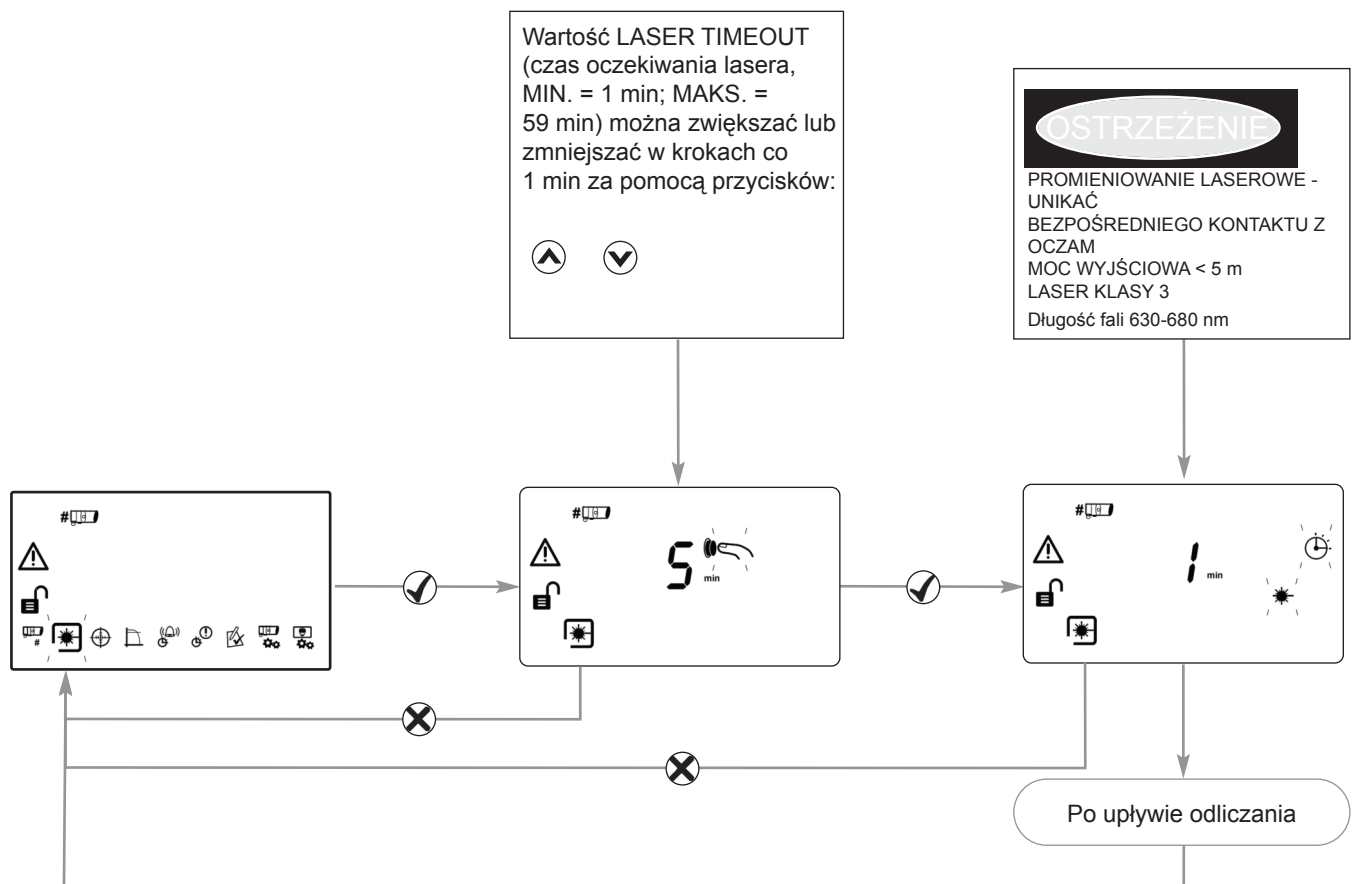 Wartość LASER TIMEOUT
(czas oczekiwania lasera,
MIN. = 1 min; MAKS. =
59 min) można zwiększać lub
zmniejszać w krokach co
1 min za pomocą przycisków:
OSTRZEŻENIE
PROMIENIOWANIE LASEROWE -
UNIKAĆ
BEZPOŚREDNIEGO KONTAKTU Z
OCZAM
MOC WYJŚCIOWA < 5 m
LASER KLASY 3
Długość fali 630-680 nm
#
#
5 min
#
1 min
#
Po upływie odliczania